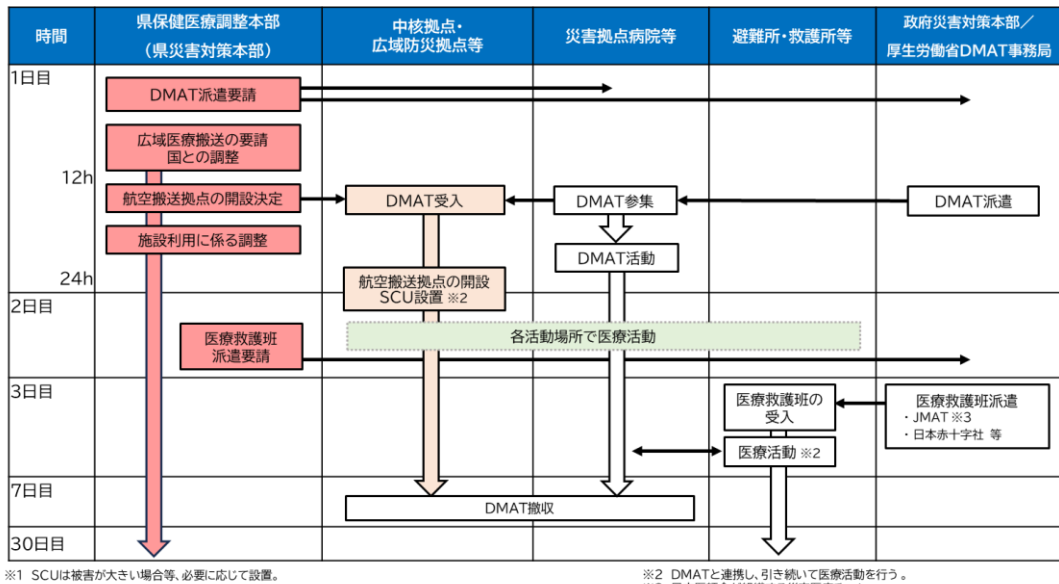 時間
県保健医療調整本部
(県災害対策本部)
中核拠点・
広域防災拠点等
災害拠点病院等
避難所・救護所等
政府災害対策本部／
厚生労働省DMAT事務局
1日目
DMAT派遣要請
広域医療搬送の要請
国との調整
12h
航空搬送拠点の開設決定
DMAT受入
DMAT参集
DMAT派遣
施設利用に係る調整
DMAT活動
24h
航空搬送拠点の開設
SCU設置 ※2
2日目
医療救護班
派遣要請
各活動場所で医療活動
3日目
医療救護班の
受入
医療救護班派遣
・JMAT ※3
・日本赤十字社 等
医療活動 ※2
7日目
DMAT撤収
30日目
※1 SCUは被害が大きい場合等、必要に応じて設置。
※2 DMATと連携し、引き続いて医療活動を行う。